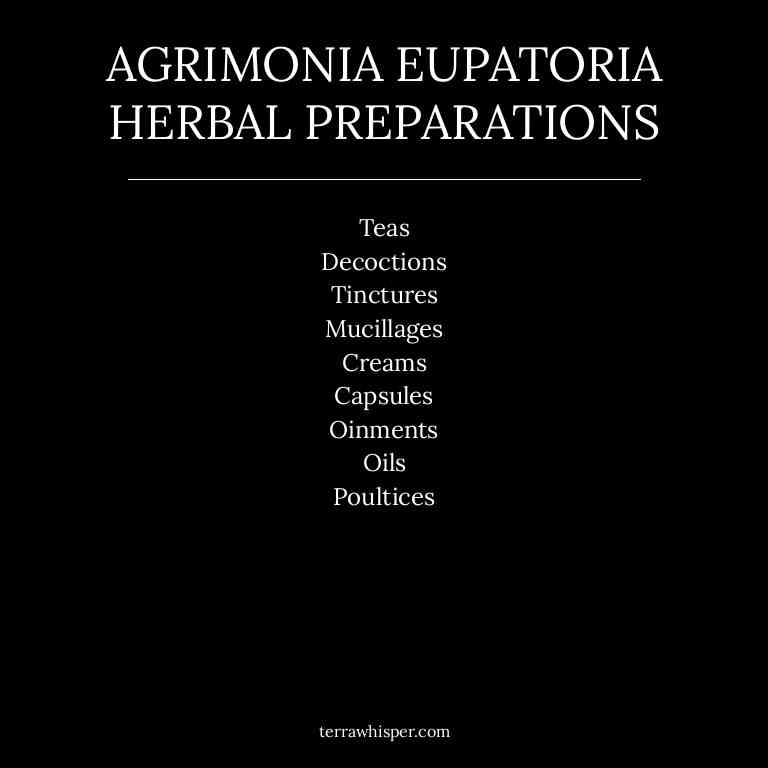 AGRIMONIA EUPATORIA
HERBAL PREPARATIONS
Teas
Decoctions
Tinctures
Mucillages
Creams
Capsules
Oinments
Oils
Poultices
terrawhisper.com